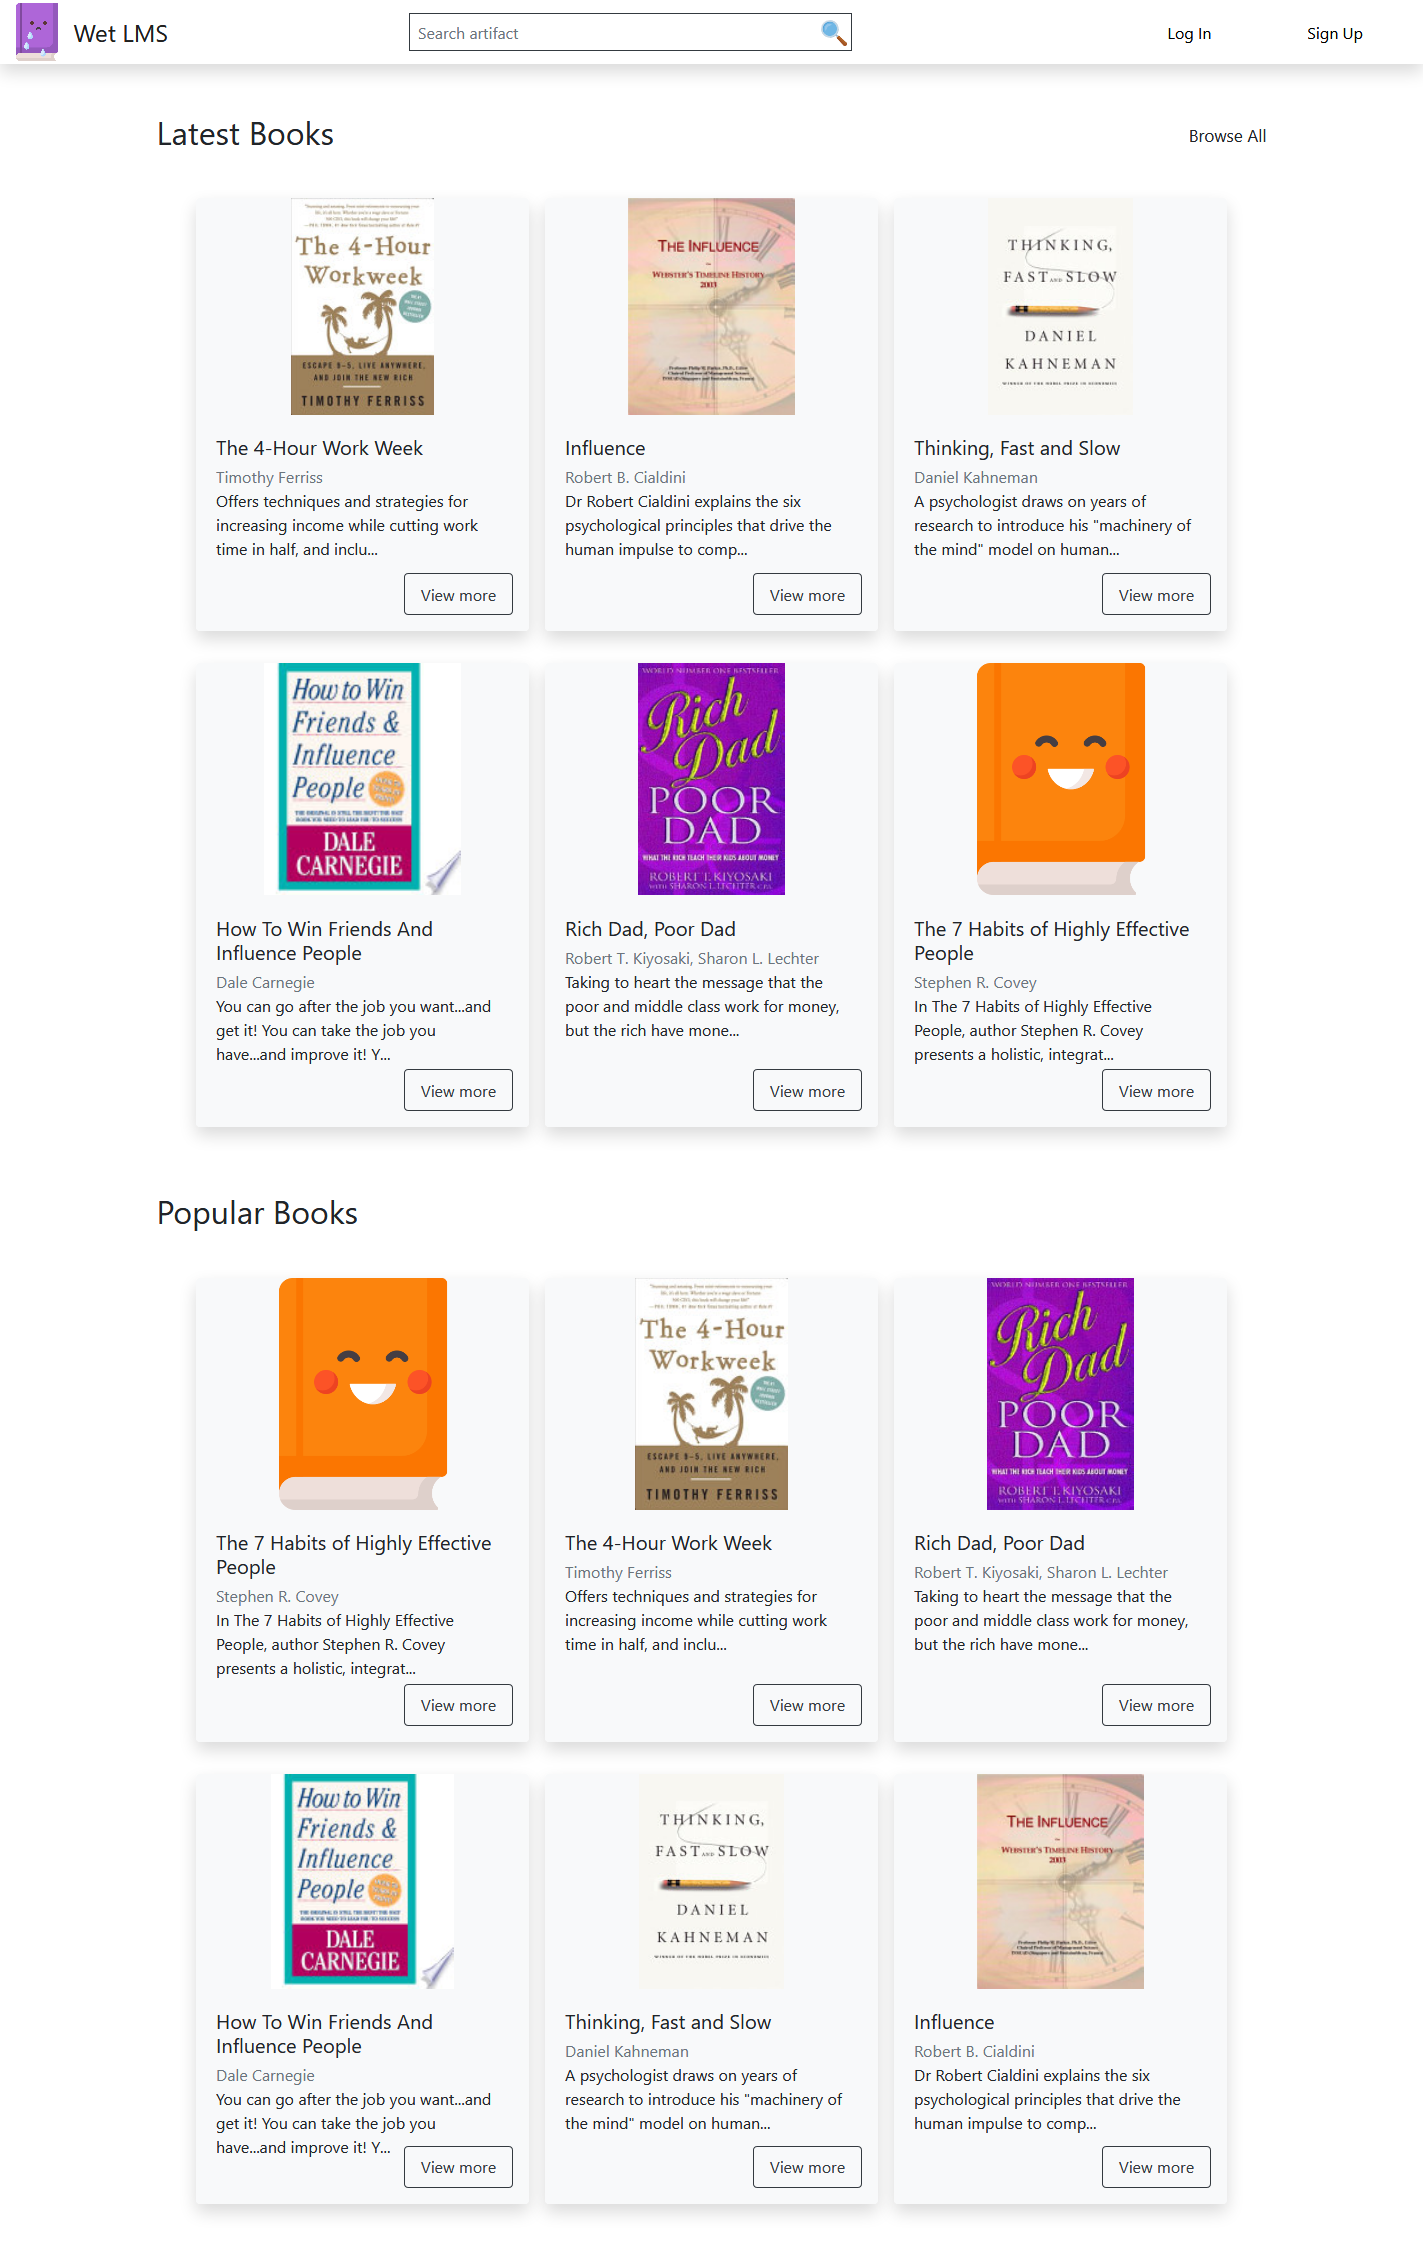 Wet LMS
Search artifact
Log In
Sign Up
Latest Books
Browse All
The 4-Hour
Workweek
ESCAPE 9-5, LIVE ANYWHERE,
AND JOIN THE NEW RICH
TIMOTHY FERRISS
The 4-Hour Work Week
Timothy Ferriss
Offers techniques and strategies for
increasing income while cutting work
time in half, and inclu...
View more
THE INFLUENCE
~
WEBSTER'S TIMELINE HISTORY
2003
Influence
Robert B. Cialdini
Dr Robert Cialdini explains the six
psychological principles that drive the
human impulse to comp...
View more
THINKING,
FAST AND SLOW
DANIEL
KAHNEMAN
WINNER OF THE NOBEL PRIZE IN ECONOMICS
Thinking, Fast and Slow
Daniel Kahneman
A psychologist draws on years of
research to introduce his "machinery of
the mind" model on human...
View more
How to Win
Friends &
Influence
People
DALE
CARNEGIE
How To Win Friends And
Influence People
Dale Carnegie
You can go after the job you want...and
get it! You can take the job you
have...and improve it! Y...
View more
WORLD NUMBER ONE BESTSELLER
Rich
Dad
POOR
DAD
WHAT THE RICH TEACH THEIR KIDS ABOUT MONEY
ROBERT T. KIYOSAKI
WITH SHARON L. LECHTER C.P.A.
Rich Dad, Poor Dad
Robert T. Kiyosaki, Sharon L. Lechter
Taking to heart the message that the
poor and middle class work for money,
but the rich have mone...
View more
The 7 Habits of Highly Effective
People
Stephen R. Covey
In The 7 Habits of Highly Effective
People, author Stephen R. Covey
presents a holistic, integrat...
View more
Popular Books
The 7 Habits of Highly Effective
People
Stephen R. Covey
In The 7 Habits of Highly Effective
People, author Stephen R. Covey
presents a holistic, integrat...
View more
The 4-Hour
Workweek
ESCAPE 9-5, LIVE ANYWHERE,
AND JOIN THE NEW RICH
TIMOTHY FERRISS
The 4-Hour Work Week
Timothy Ferriss
Offers techniques and strategies for
increasing income while cutting work
time in half, and inclu...
View more
WORLD NUMBER ONE BESTSELLER
Rich
Dad
POOR
DAD
WHAT THE RICH TEACH THEIR KIDS ABOUT MONEY
ROBERT T. KIYOSAKI
WITH SHARON L. LECHTER C.P.A.
Rich Dad, Poor Dad
Robert T. Kiyosaki, Sharon L. Lechter
Taking to heart the message that the
poor and middle class work for money,
but the rich have mone...
View more
How to Win
Friends &
Influence
People
DALE
CARNEGIE
How To Win Friends And
Influence People
Dale Carnegie
You can go after the job you want...and
get it! You can take the job you
have...and improve it! Y...
View more
THINKING,
FAST AND SLOW
DANIEL
KAHNEMAN
WINNER OF THE NOBEL PRIZE IN ECONOMICS
Thinking, Fast and Slow
Daniel Kahneman
A psychologist draws on years of
research to introduce his "machinery of
the mind" model on human...
View more
THE INFLUENCE
~
WEBSTER'S TIMELINE HISTORY
2003
Influence
Robert B. Cialdini
Dr Robert Cialdini explains the six
psychological principles that drive the
human impulse to comp...
View more